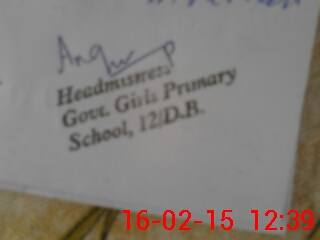 Headmistress
Govt. Girls Primary
School, 12/D.B.
16-02-15 12:39